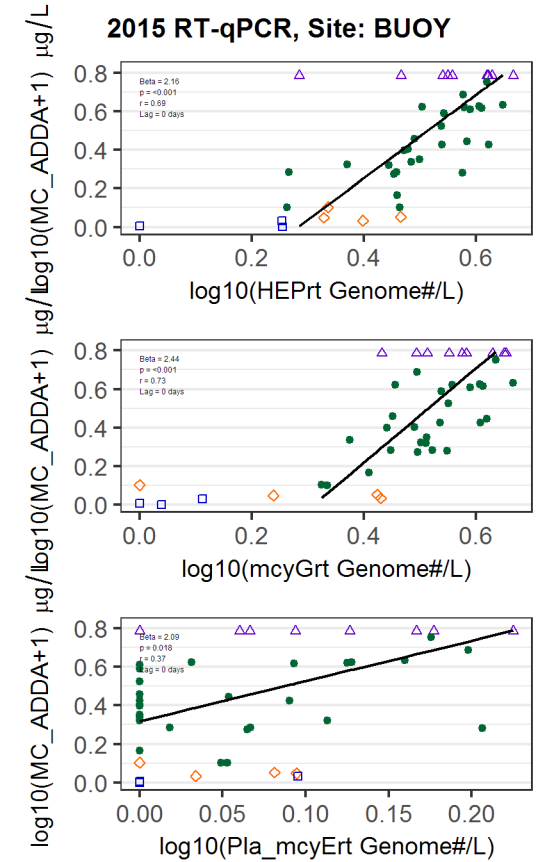 2015 RT-qPCR, Site: BUOY
log10(MC_ADDA+1) μg/L
0.8
0.6
0.4
0.2
0.0
Beta = 2.16
p = <0.001
r = 0.69
Lag = 0 days
0.0 0.2 0.4 0.6
log10(HEPrt Genome#/L)
log10(MC_ADDA+1) μg/L
0.8
0.6
0.4
0.2
0.0
Beta = 2.44
p = <0.001
r = 0.73
Lag = 0 days
0.0 0.2 0.4 0.6
log10(mcyGrt Genome#/L)
log10(MC_ADDA+1) μg/L
0.8
0.6
0.4
0.2
0.0
Beta = 2.09
p = 0.018
r = 0.37
Lag = 0 days
0.00 0.05 0.10 0.15 0.20
log10(Pla_mcyErt Genome#/L)